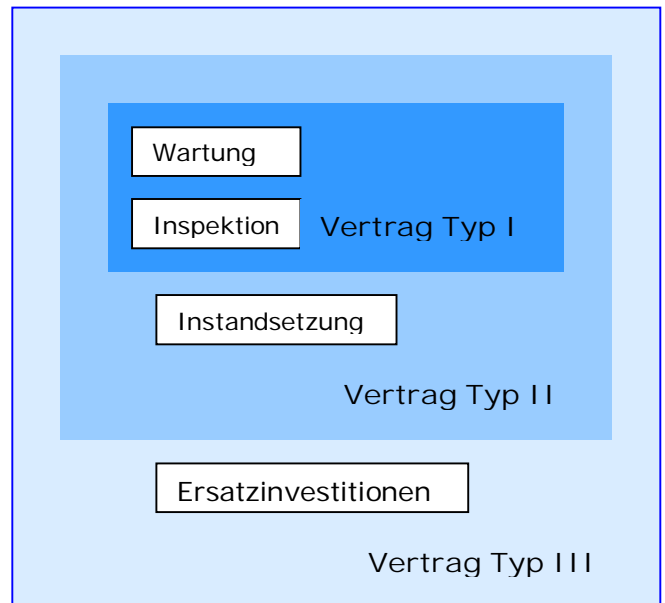 Wartung
Inspektion
Vertrag Typ I
Instandsetzung
Vertrag Typ II
Ersatzinvestitionen
Vertrag Typ III